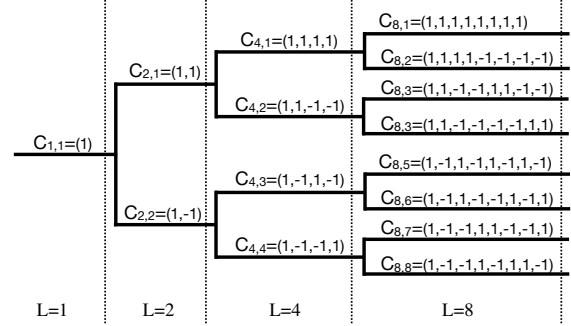 C8,1=(1,1,1,1,1,1,1,1)
C4,1=(1,1,1,1)
C8,2=(1,1,1,1,-1,-1,-1,-1)
C2,1=(1,1)
C8,3=(1,1,-1,-1,1,1,-1,-1)
C4,2=(1,1,-1,-1)
C8,3=(1,1,-1,-1,-1,-1,1,1)
C1,1=(1)
C8,5=(1,-1,1,-1,1,-1,1,-1)
C4,3=(1,-1,1,-1)
C8,6=(1,-1,1,-1,-1,1,-1,1)
C2,2=(1,-1)
C8,7=(1,-1,-1,1,1,-1,-1,1)
C4,4=(1,-1,-1,1)
C8,8=(1,-1,-1,1,-1,1,1,-1)
L=1 L=2 L=4 L=8